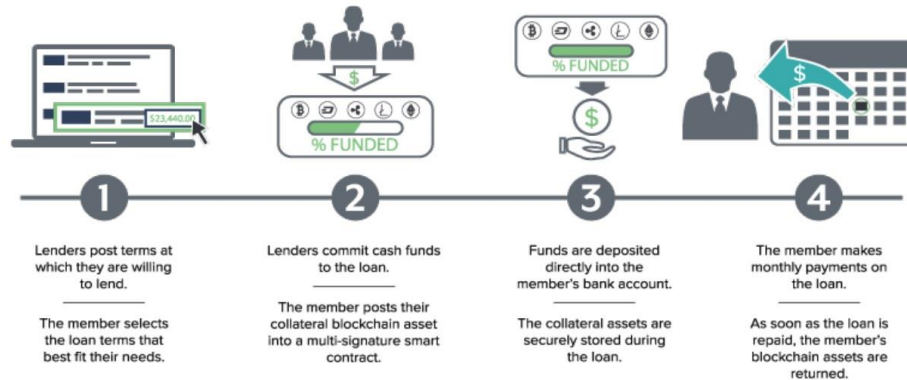 $23,440.00
$
% FUNDED
% FUNDED
$
$
1
2
3
4
Lenders post terms at
which they are willing
to lend.
The member selects
the loan terms that
best fit their needs.
Lenders commit cash funds
to the loan.
The member posts their
collateral blockchain asset
into a multi-signature smart
contract.
Funds are deposited
directly into the
member's bank account.
The collateral assets are
securely stored during
the loan.
The member makes
monthly payments on
the loan.
As soon as the loan is
repaid, the member's
blockchain assets are
returned.